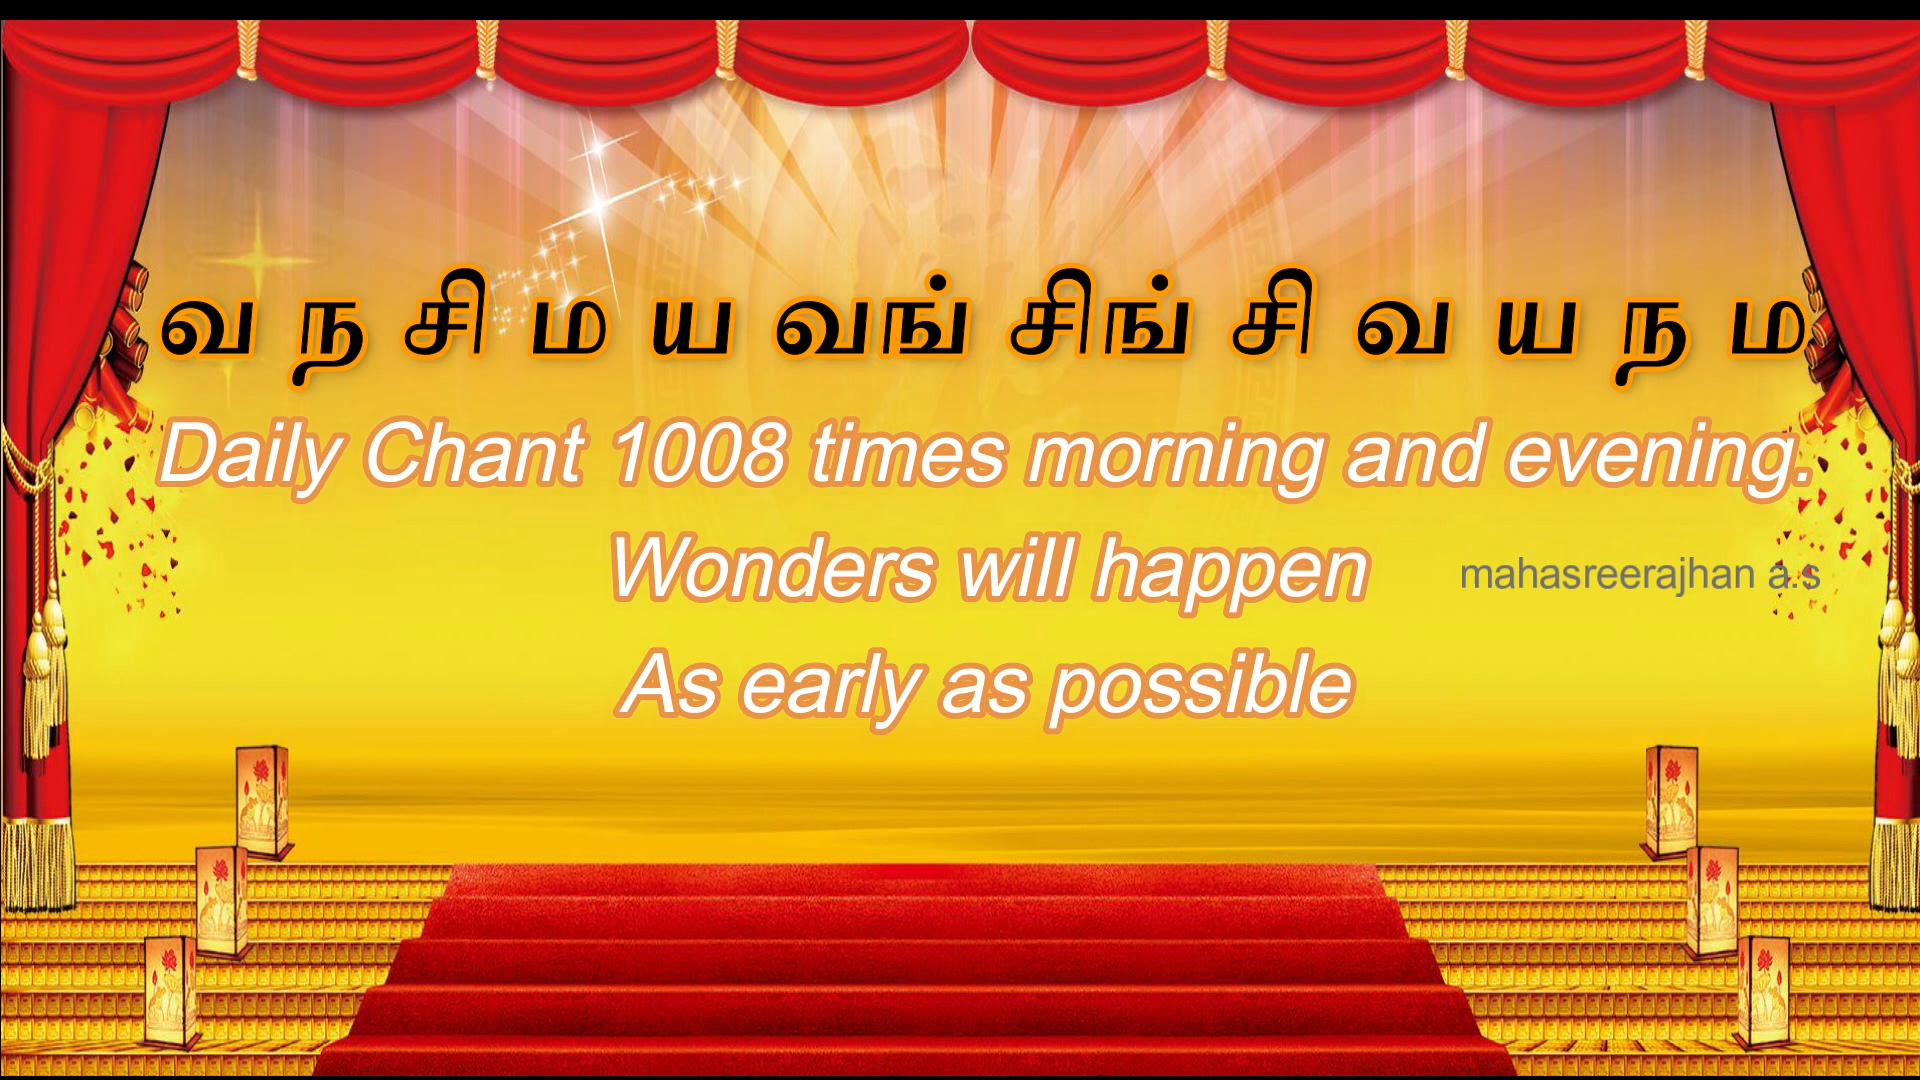 வ ந சி ம ய வங் சிங் சி வ ய ந ம
Daily Chant 1008 times morning and evening.
Wonders will happen
mahasreerajhan a.s
As early as possible